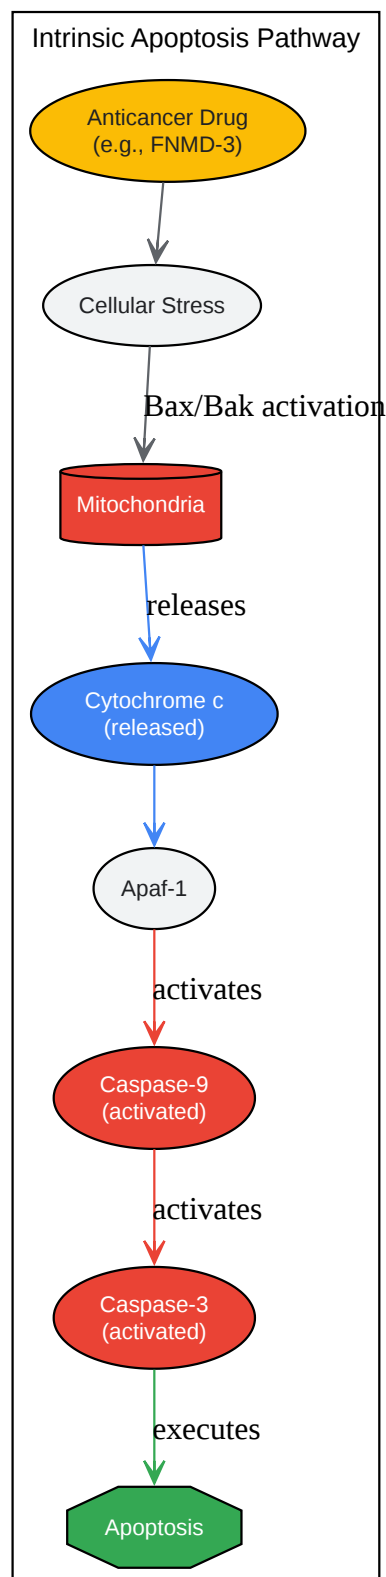 Intrinsic Apoptosis Pathway
Anticancer Drug
(e.g., FNMD-3)
Cellular Stress
Bax/Bak activation
Mitochondria
releases
Cytochrome c
(released)
Apaf-1
activates
Caspase-9
(activated)
activates
Caspase-3
(activated)
executes
Apoptosis